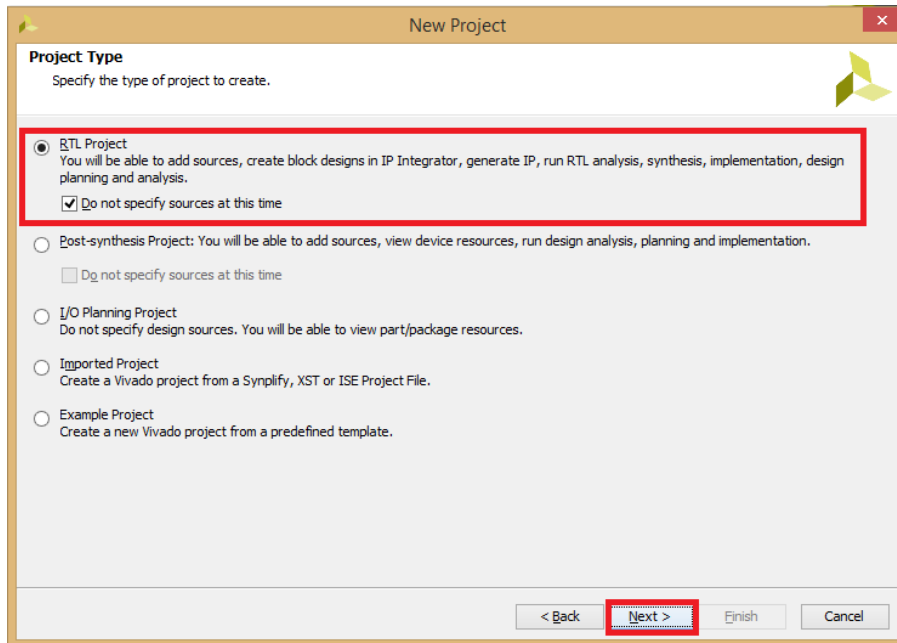 New Project
Project Type
Specify the type of project to create.
RTL Project
You will be able to add sources, create block designs in IP Integrator, generate IP, run RTL analysis, synthesis, implementation, design
planning and analysis.
Do not specify sources at this time
Post-synthesis Project: You will be able to add sources, view device resources, run design analysis, planning and implementation.
Do not specify sources at this time
I/O Planning Project
Do not specify design sources. You will be able to view part/package resources.
Imported Project
Create a Vivado project from a Synplify, XST or ISE Project File.
Example Project
Create a new Vivado project from a predefined template.
< Back Next > Finish Cancel